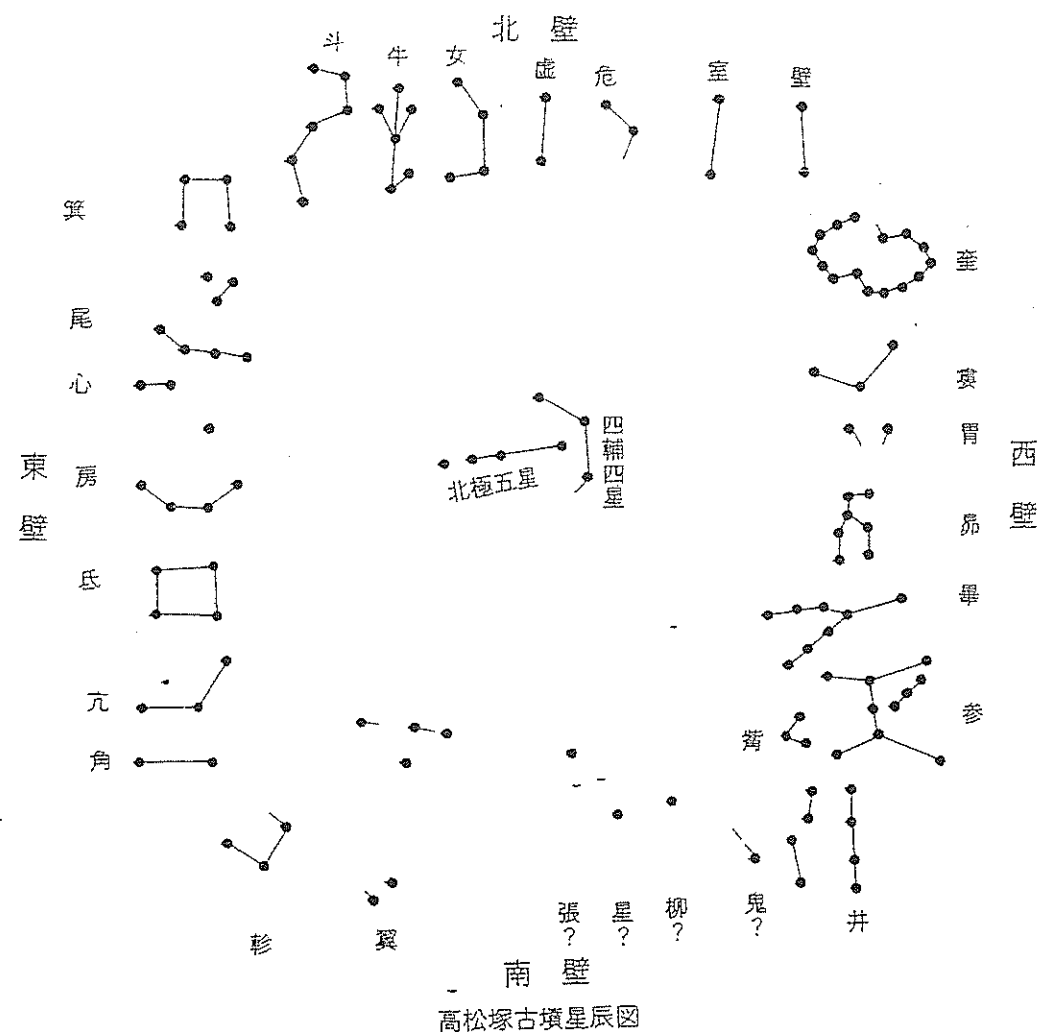 北壁
斗
牛
女
虚
危
室
壁
箕
尾
心
房
氐
亢
角
東壁
奎
婁
胃
昴
畢
参
觜
西壁
四輔四星
北極五星
軫
翼
張?
星?
柳?
鬼?
井
南壁
高松塚古墳星辰図